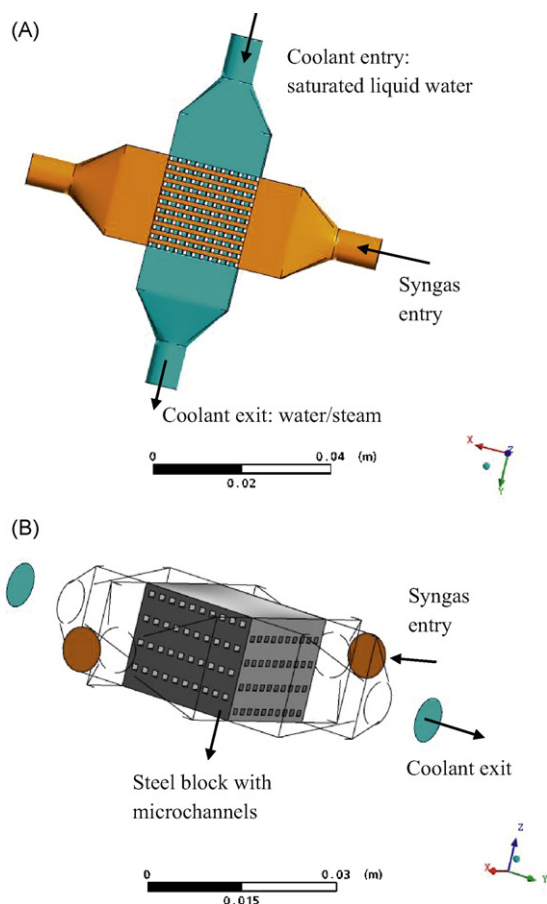 (A)
Coolant entry:
saturated liquid water
Syngas
entry
Coolant exit: water/steam
0 0.04 (m)
0.02
X Z
Y
(B)
Syngas
entry
Coolant exit
Steel block with
microchannels
Z
X Y
0 0.03 (m)
0.015